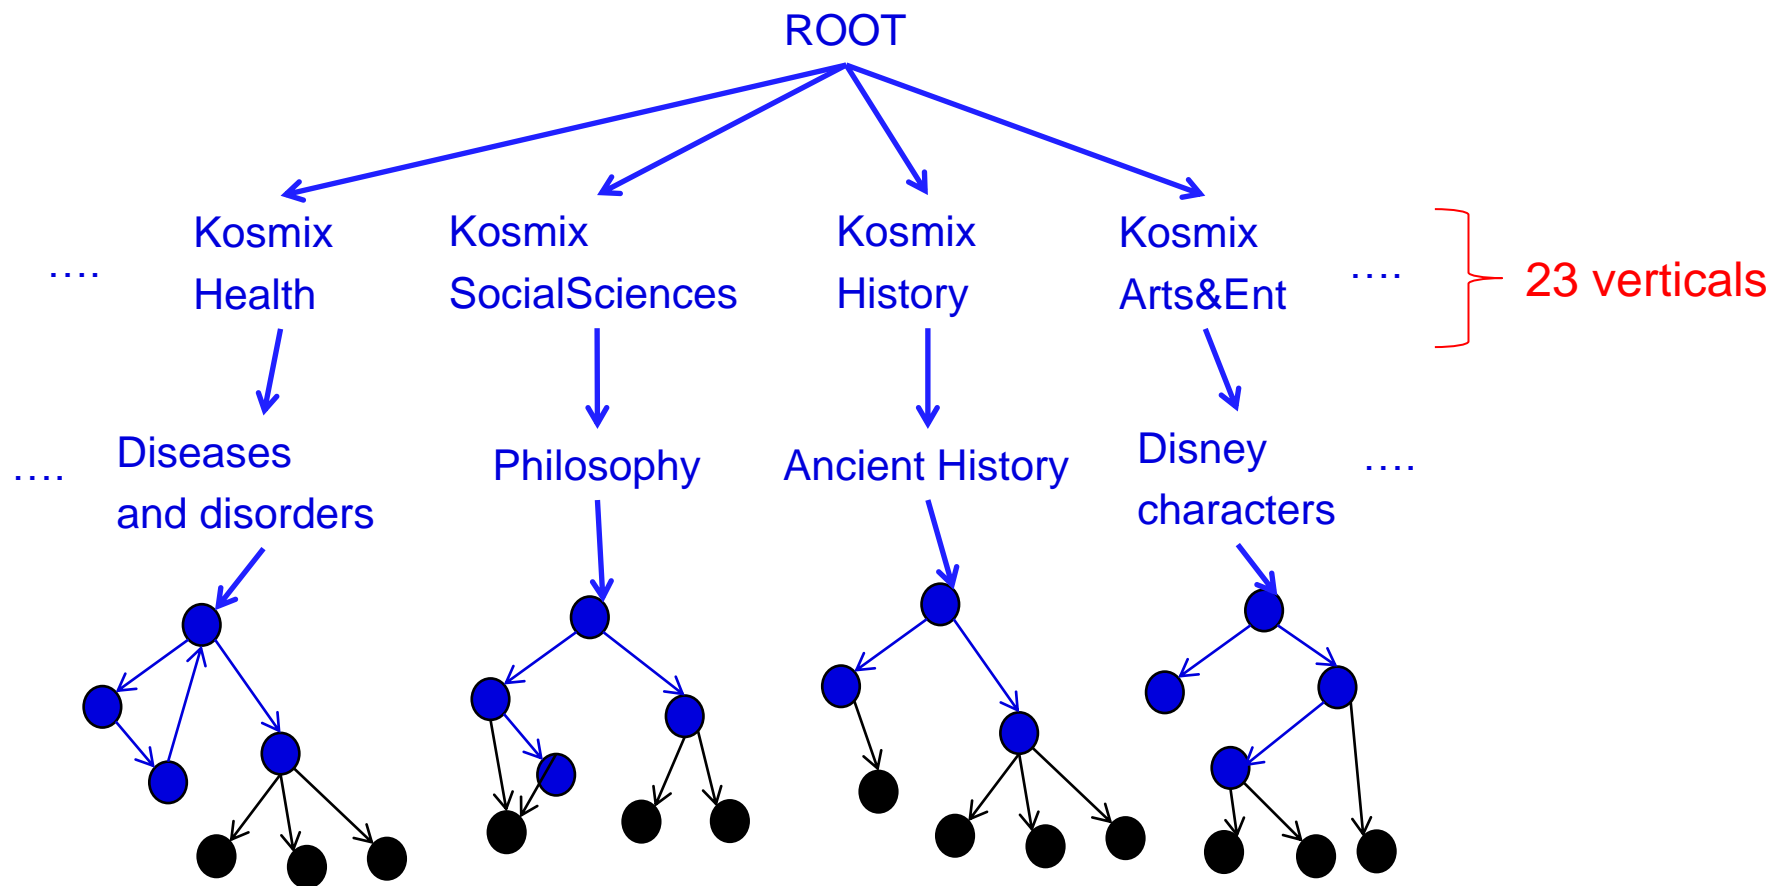 ROOT
Kosmix
Health
Kosmix
SocialSciences
Kosmix
History
Kosmix
Arts&Ent
....
....
23 verticals
....
Diseases
and disorders
Philosophy
Ancient History
Disney
characters
....